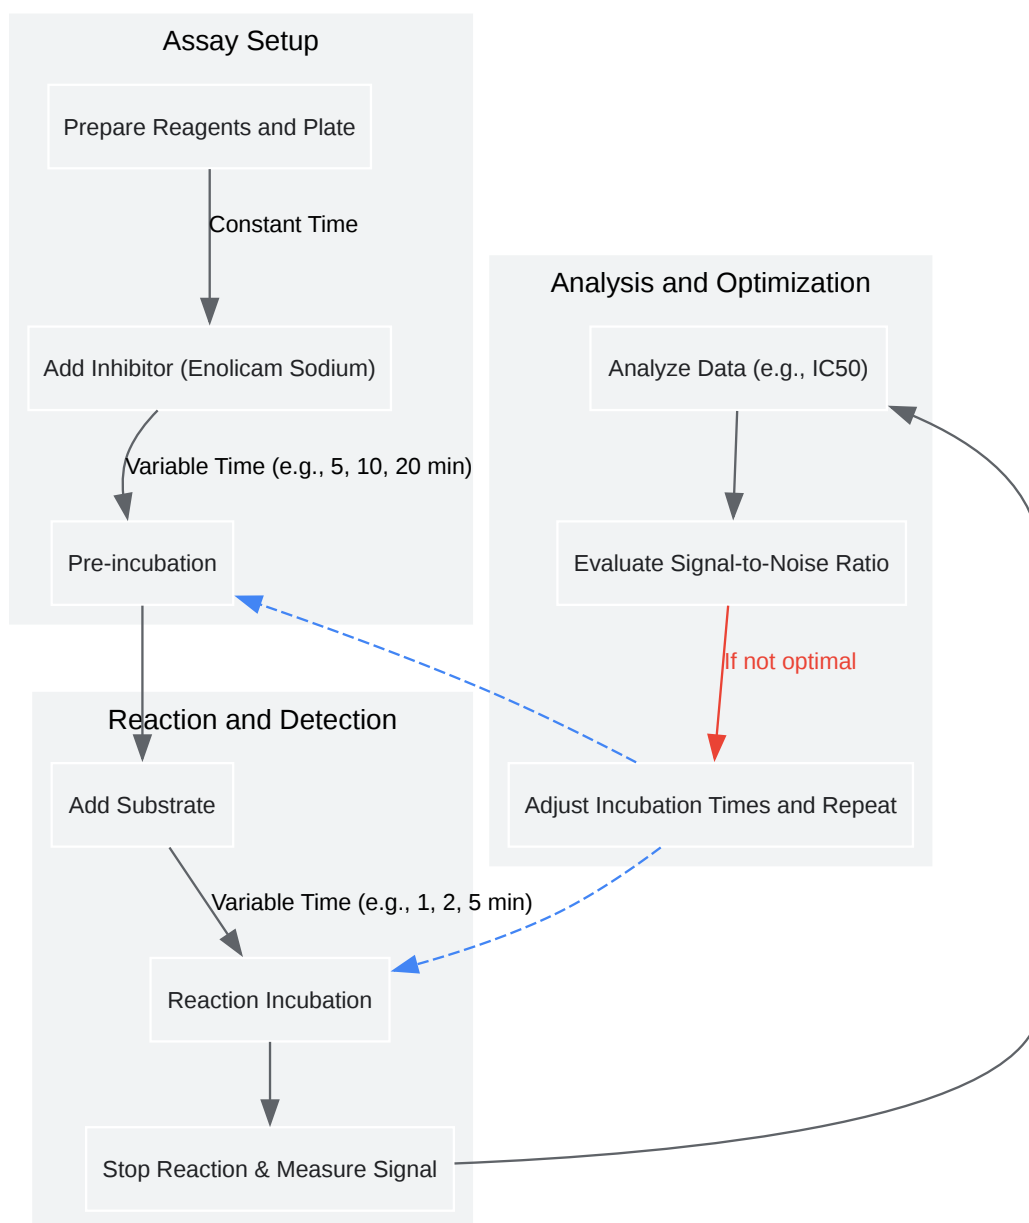 Assay Setup
Prepare Reagents and Plate
Constant Time
Add Inhibitor (Enolicam Sodium)
Variable Time (e.g., 5, 10, 20 min)
Pre-incubation
Reaction and Detection
Add Substrate
Variable Time (e.g., 1, 2, 5 min)
Reaction Incubation
Stop Reaction & Measure Signal
Analysis and Optimization
Analyze Data (e.g., IC50)
Evaluate Signal-to-Noise Ratio
If not optimal
Adjust Incubation Times and Repeat